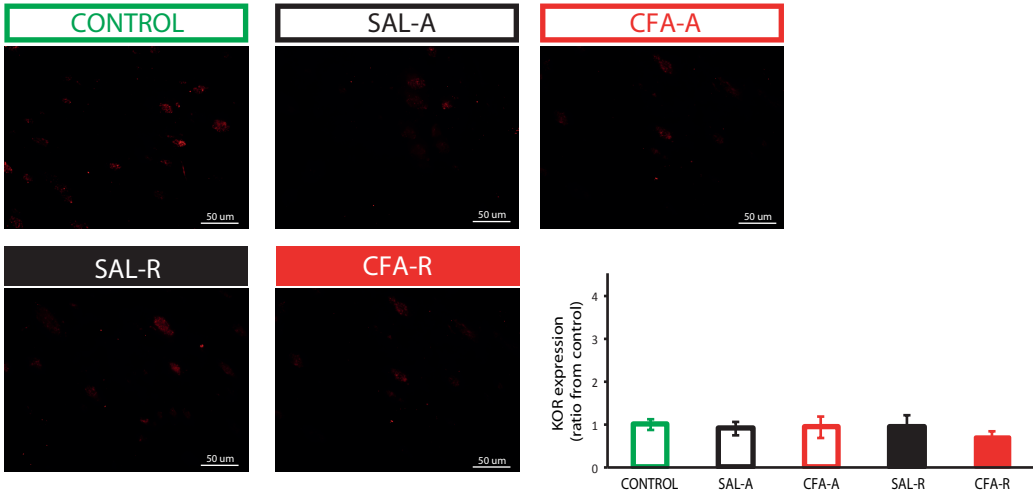 CONTROL
SAL-A
CFA-A
50 um
50 um
50 um
SAL-R
CFA-R
50 um
50 um
KOR expression
(ratio from control)
4
3
2
1
0
CONTROL
SAL-A
CFA-A
SAL-R
CFA-R